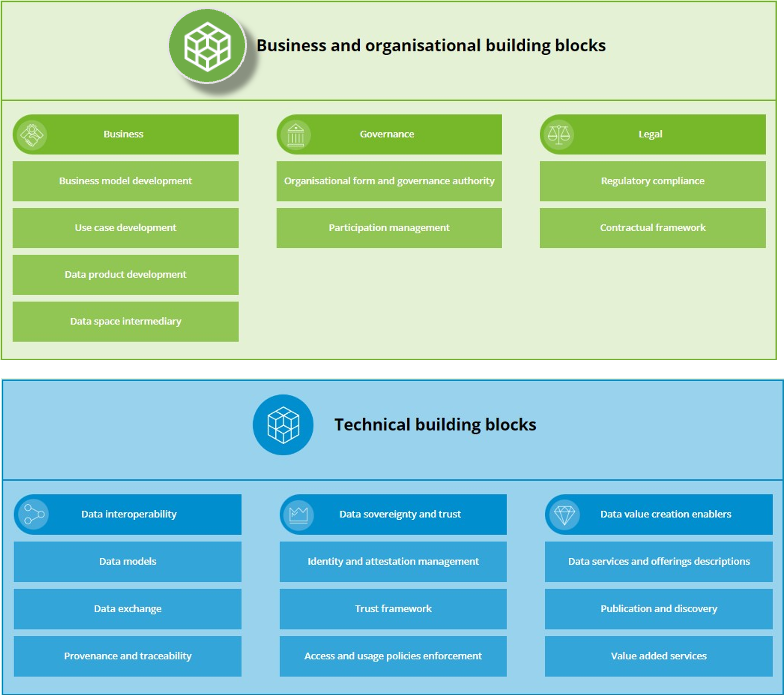 Business and organisational building blocks
Business
Business model development
Use case development
Data product development
Data space intermediary
Governance
Organisational form and governance authority
Participation management
Legal
Regulatory compliance
Contractual framework
Technical building blocks
Data interoperability
Data models
Data exchange
Provenance and traceability
Data sovereignty and trust
Identity and attestation management
Trust framework
Access and usage policies enforcement
Data value creation enablers
Data services and offerings descriptions
Publication and discovery
Value added services